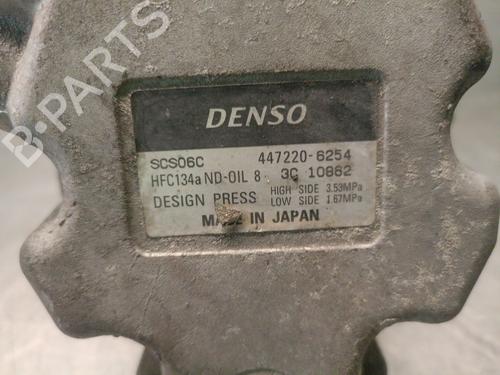 B-PARTS
DENSO
SCS06C 447220-6254
HFC134a ND-OIL 8 3C 10862
DESIGN PRESS HIGH SIDE 3.53MPa
LOW SIDE 1.67MPa
MADE IN JAPAN